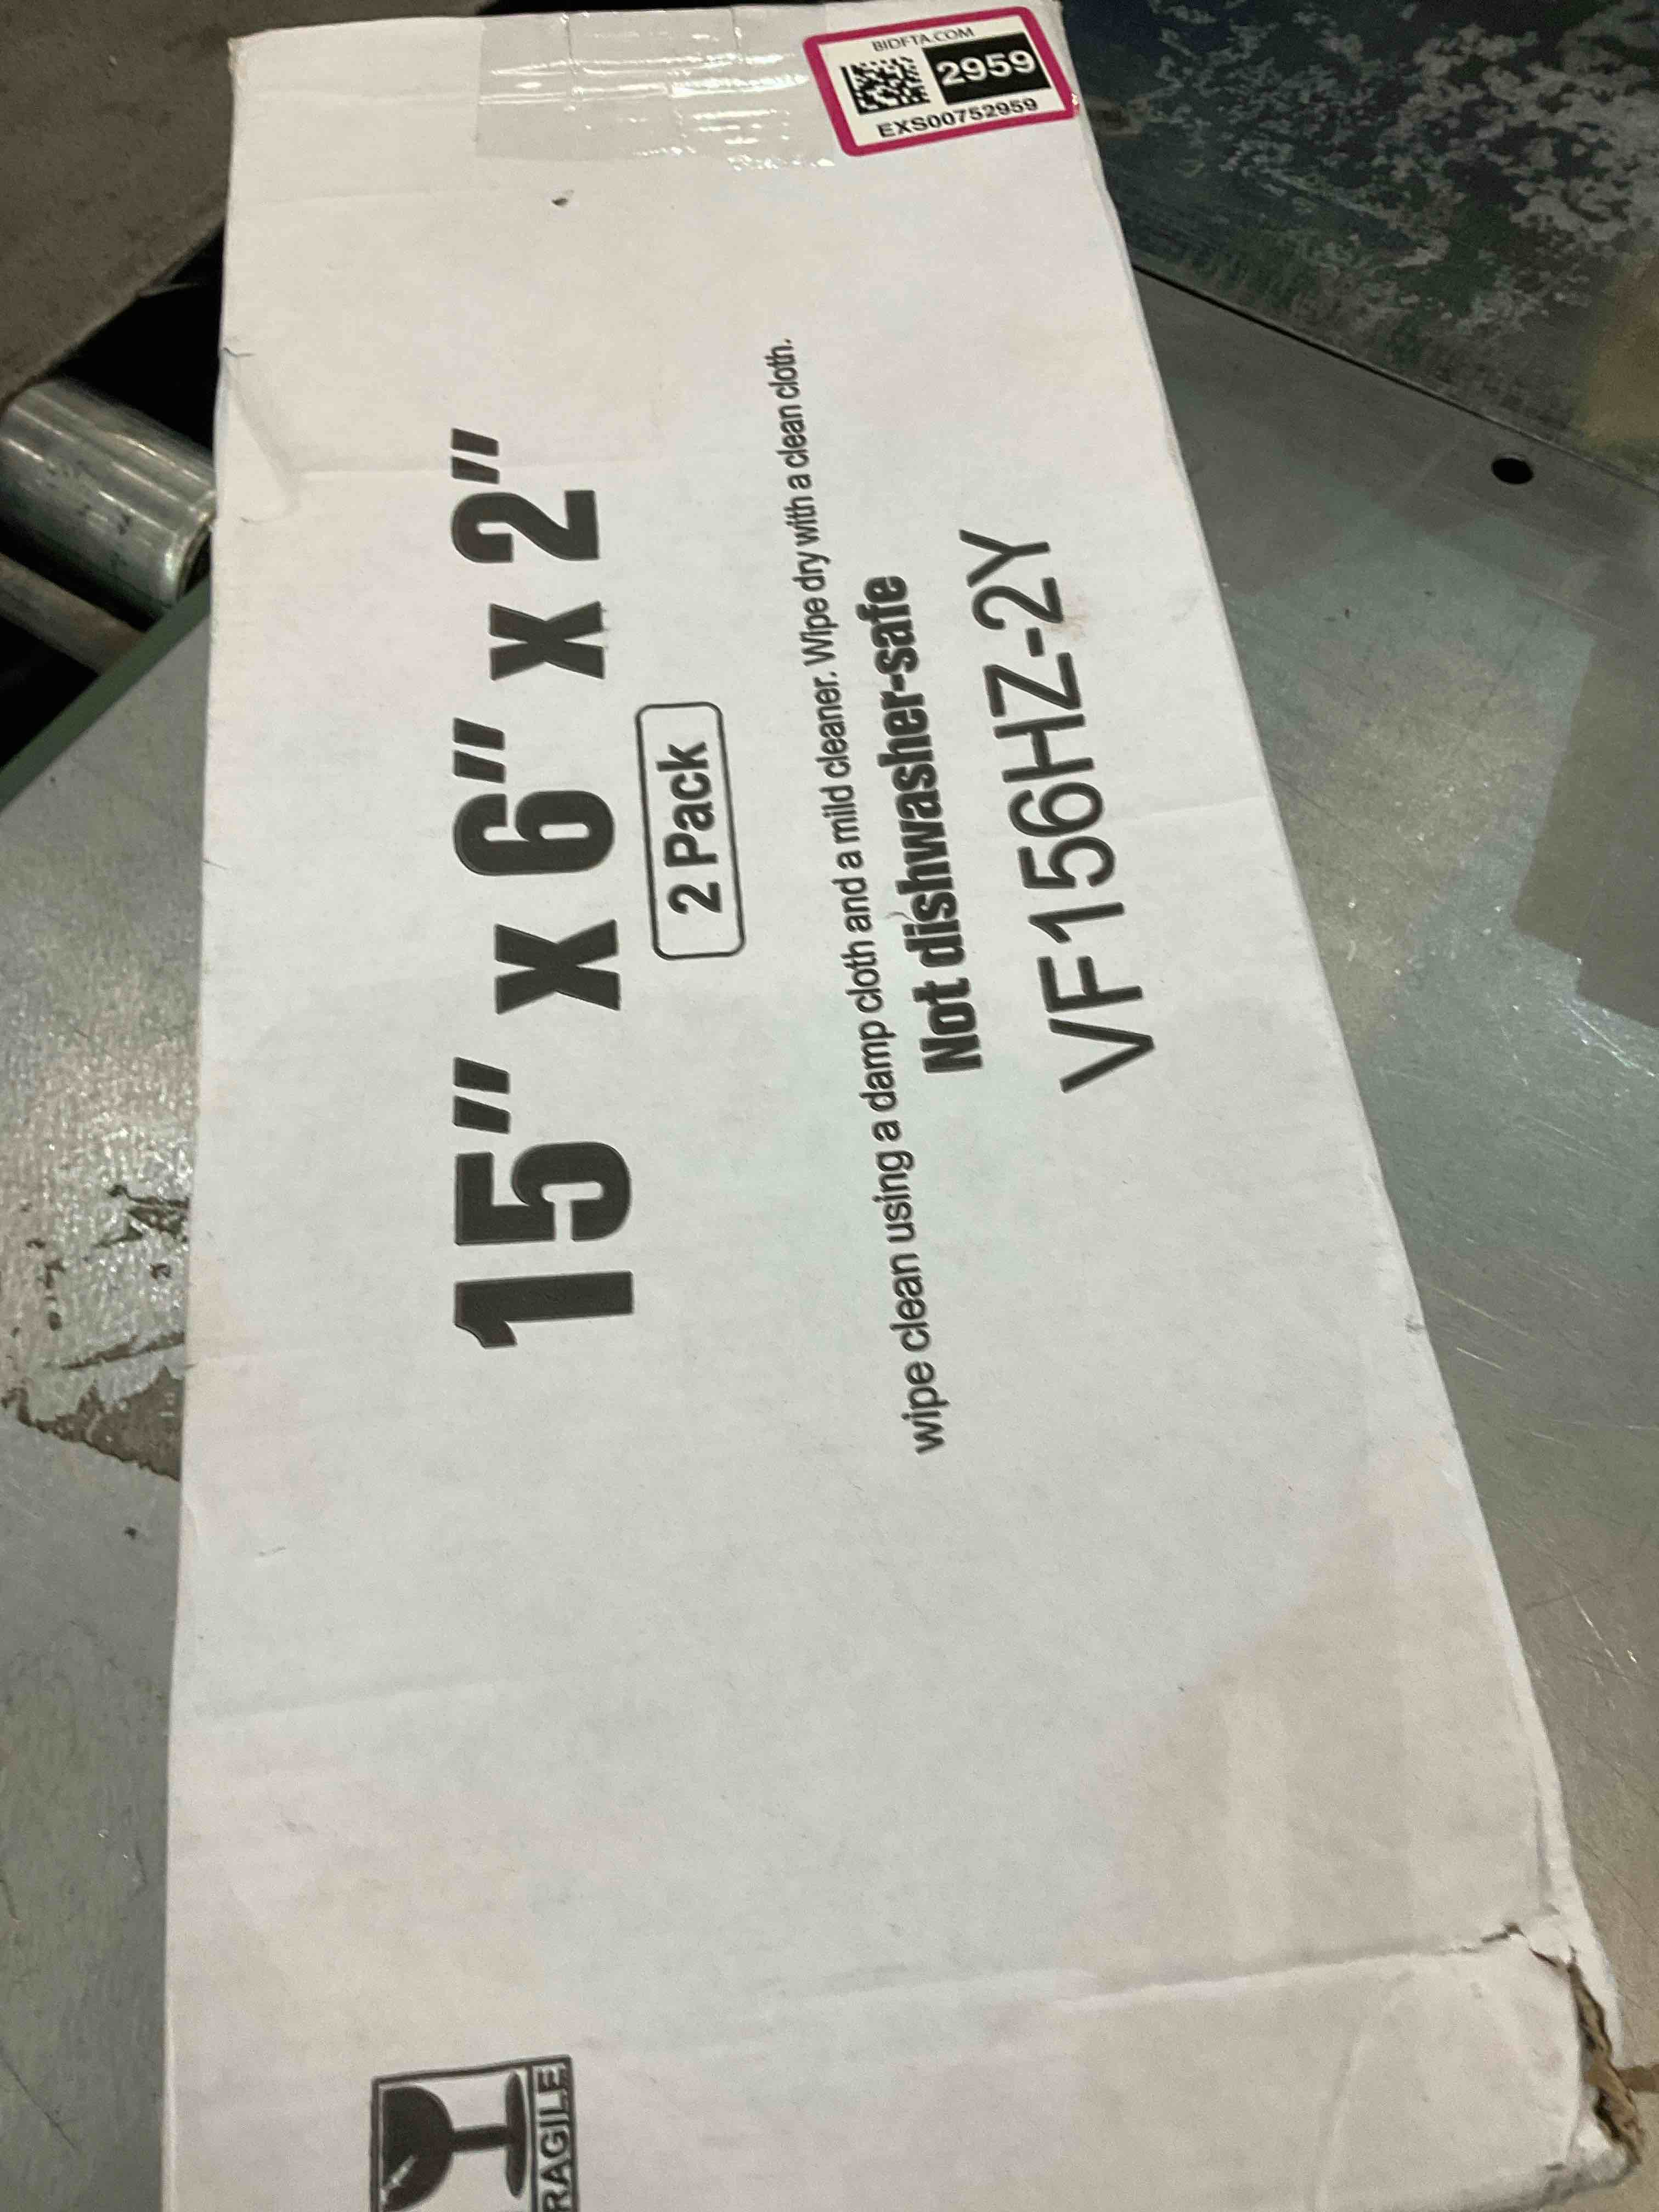 BIDFTA.COM
2959
EXS00752959
15" x 6" x 2"
2 Pack
wipe clean using a damp cloth and a mild cleaner. Wipe dry with a clean cloth.
Not dishwasher-safe
VF156HZ-2Y
RAGILE